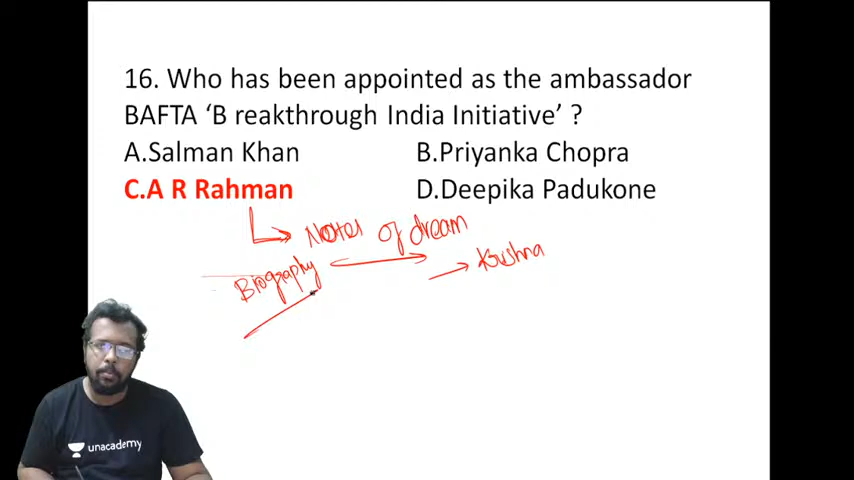 16. Who has been appointed as the ambassador
BAFTA ‘B reakthrough India Initiative’ ?
A.Salman Khan B.Priyanka Chopra
C.A R Rahman D.Deepika Padukone
Notes of dream
Biography
Krishna
unacademy